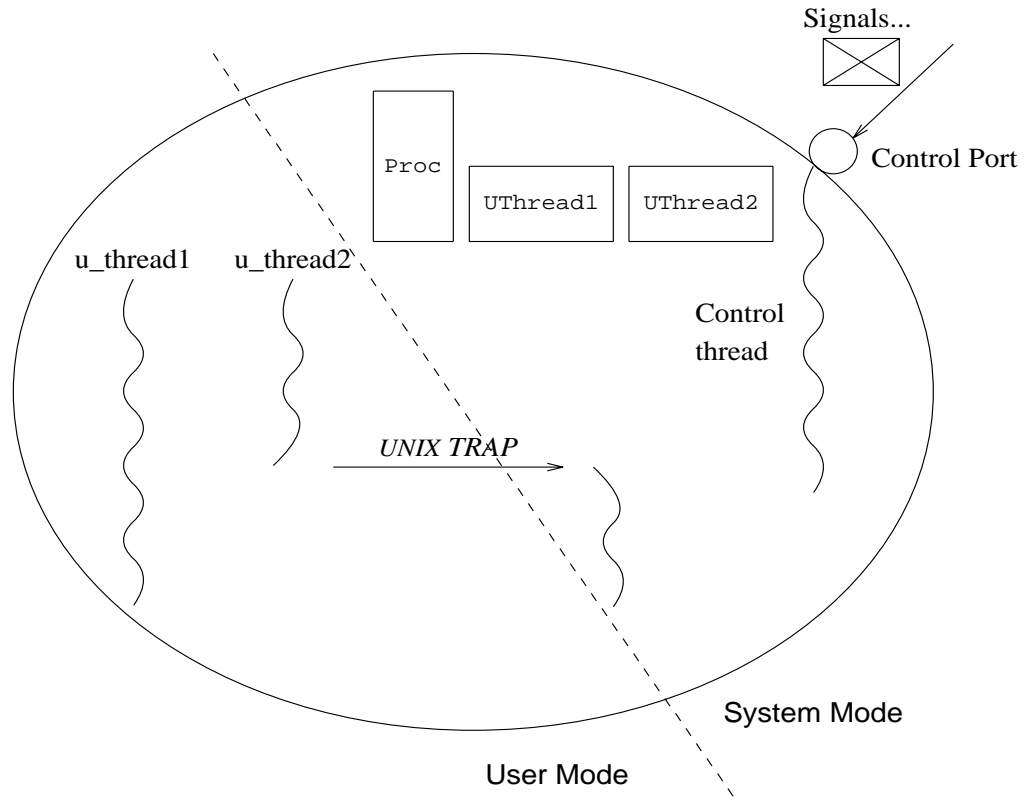 Signals...
Control Port
Proc
UThread1
UThread2
u_thread1
u_thread2
Control
thread
UNIX TRAP
System Mode
User Mode